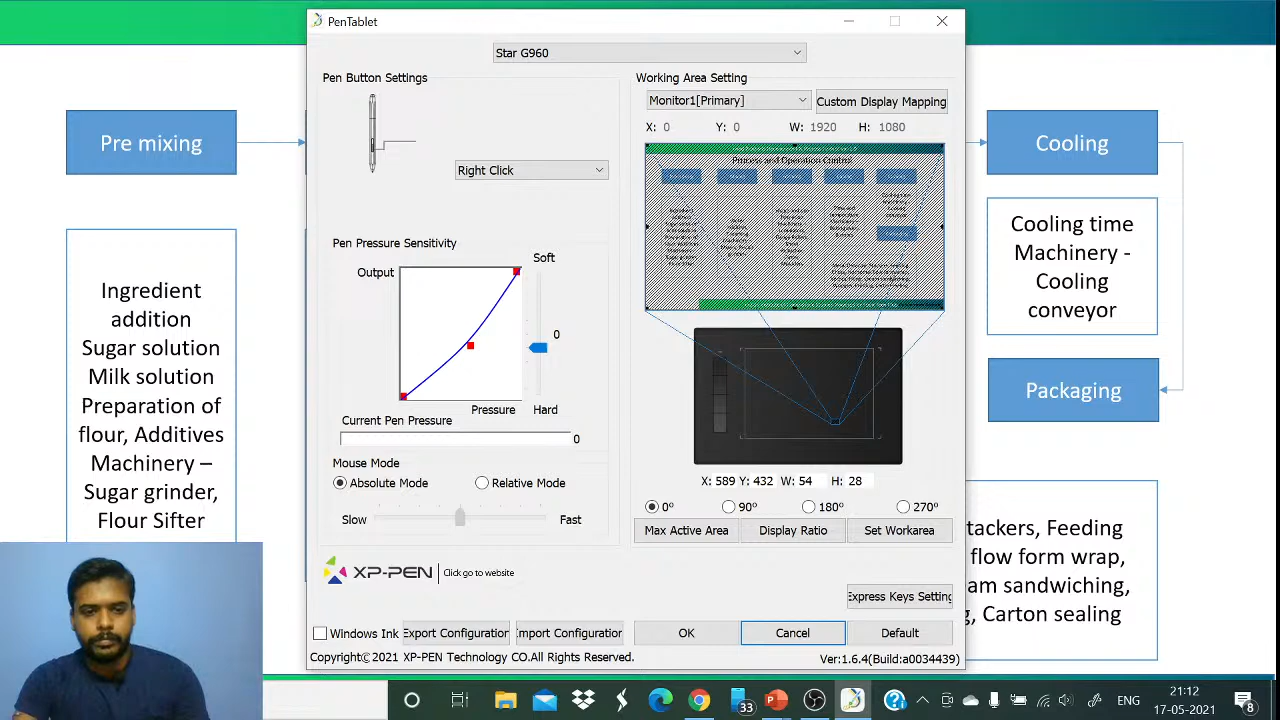 PenTablet
Star G960
Pen Button Settings
Right Click
Pen Pressure Sensitivity
Output
Soft
0
Pressure
Hard
Current Pen Pressure
0
Mouse Mode
Absolute Mode
Relative Mode
Slow
Fast
XP-PEN
Click go to website
Windows Ink
Export Configuration
Import Configuration
Copyright©2021 XP-PEN Technology CO.All Rights Reserved.
Working Area Setting
Monitor1[Primary]
Custom Display Mapping
X: 0 Y: 0 W: 1920 H: 1080
Process and Operation Control
X: 589 Y: 432 W: 54 H: 28
0° 90° 180° 270°
Max Active Area
Display Ratio
Set Workarea
Express Keys Setting
OK
Cancel
Default
Ver:1.6.4(Build:a0034439)
Pre mixing
Ingredient
addition
Sugar solution
Milk solution
Preparation of
flour, Additives
Machinery –
Sugar grinder,
Flour Sifter
Cooling
Cooling time
Machinery -
Cooling
conveyor
Packaging
tackers, Feeding
flow form wrap,
am sandwiching,
, Carton sealing
33
ENG
21:12
17-05-2021
8